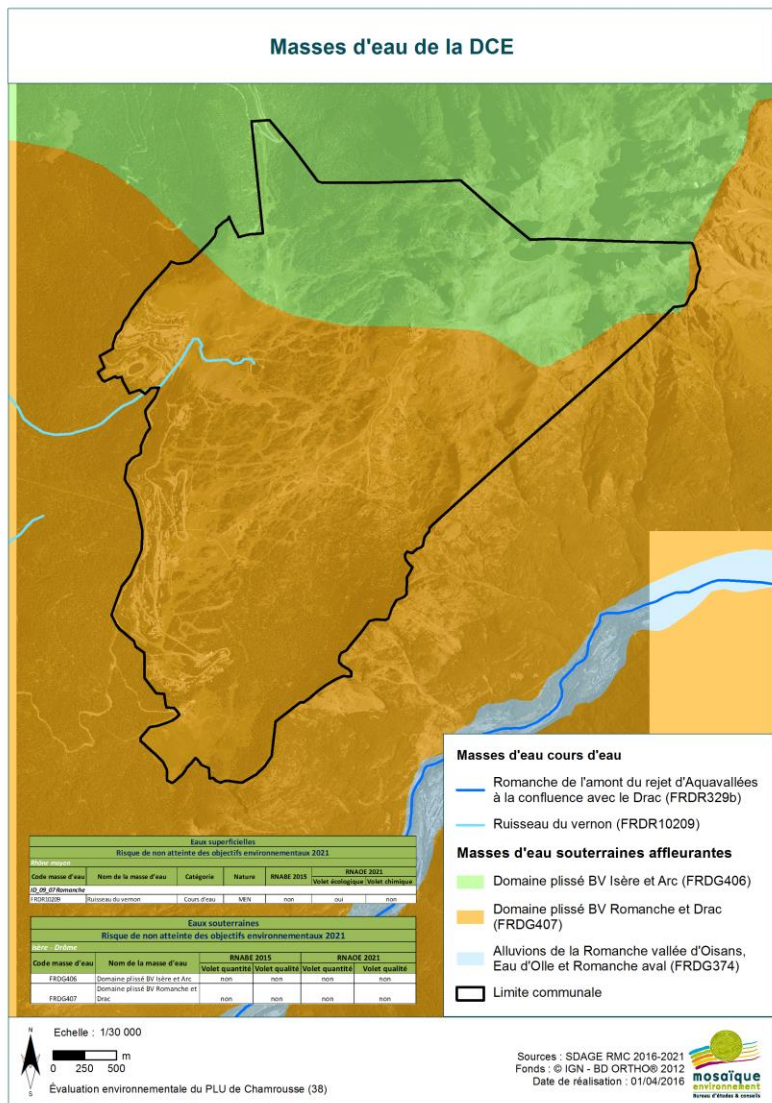 Masses d'eau de la DCE
Masses d'eau cours d'eau
Romanche de l'amont du rejet d'Aquavallées
à la confluence avec le Drac (FRDR329b)
Ruisseau du vernon (FRDR10209)
Masses d'eau souterraines affleurantes
Domaine plissé BV Isère et Arc (FRDG406)
Domaine plissé BV Romanche et Drac
(FRDG407)
Alluvions de la Romanche vallée d'Oisans,
Eau d'Olle et Romanche aval (FRDG374)
Limite communale
Eaux superficielles
Risque de non atteinte des objectifs environnementaux 2021
Rhône moyen
Code masse d'eau Nom de la masse d'eau Catégorie Nature RNABE 2015 RNAOE 2021
Volet écologique Volet chimique
ID_09_07 Romanche
FRDR10209 Ruisseau du vernon Cours d'eau MEN non oui non
Eaux souterraines
Risque de non atteinte des objectifs environnementaux 2021
Isère - Drôme
Code masse d'eau Nom de la masse d'eau RNABE 2015 RNAOE 2021
Volet quantité Volet qualité Volet quantité Volet qualité
FRDG406 Domaine plissé BV Isère et Arc non non non non
Domaine plissé BV Romanche et
FRDG407 Drac non non non non
N
S
Echelle : 1/30 000
0 250 500 m
Évaluation environnementale du PLU de Chamrousse (38)
Sources : SDAGE RMC 2016-2021
Fonds : © IGN - BD ORTHO® 2012
Date de réalisation : 01/04/2016
mosaïque
environnement
Bureau d'études & conseils